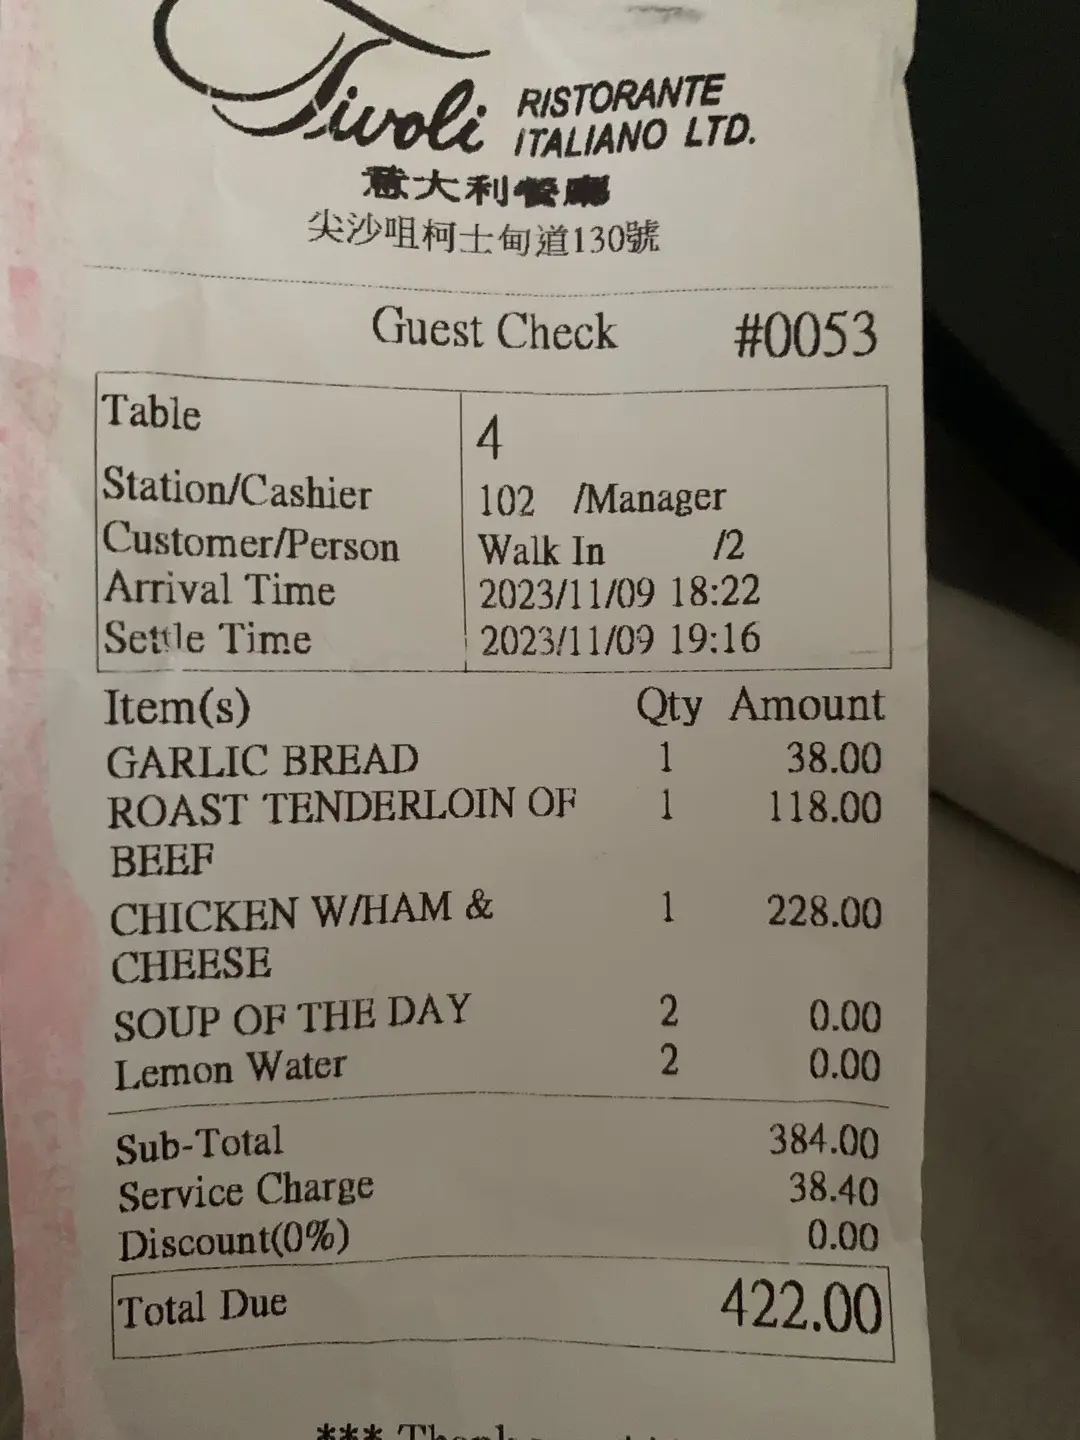 Tivoli RISTORANTE
ITALIANO LTD.
意大利餐廳
尖沙咀柯士甸道130號
Guest Check #0053
Table 4
Station/Cashier 102 /Manager
Customer/Person Walk In /2
Arrival Time 2023/11/09 18:22
Settle Time 2023/11/09 19:16
Item(s) Qty Amount
GARLIC BREAD 1 38.00
ROAST TENDERLOIN OF 1 118.00
BEEF
CHICKEN W/HAM & 1 228.00
CHEESE
SOUP OF THE DAY 2 0.00
Lemon Water 2 0.00
Sub-Total 384.00
Service Charge 38.40
Discount(0%) 0.00
Total Due 422.00